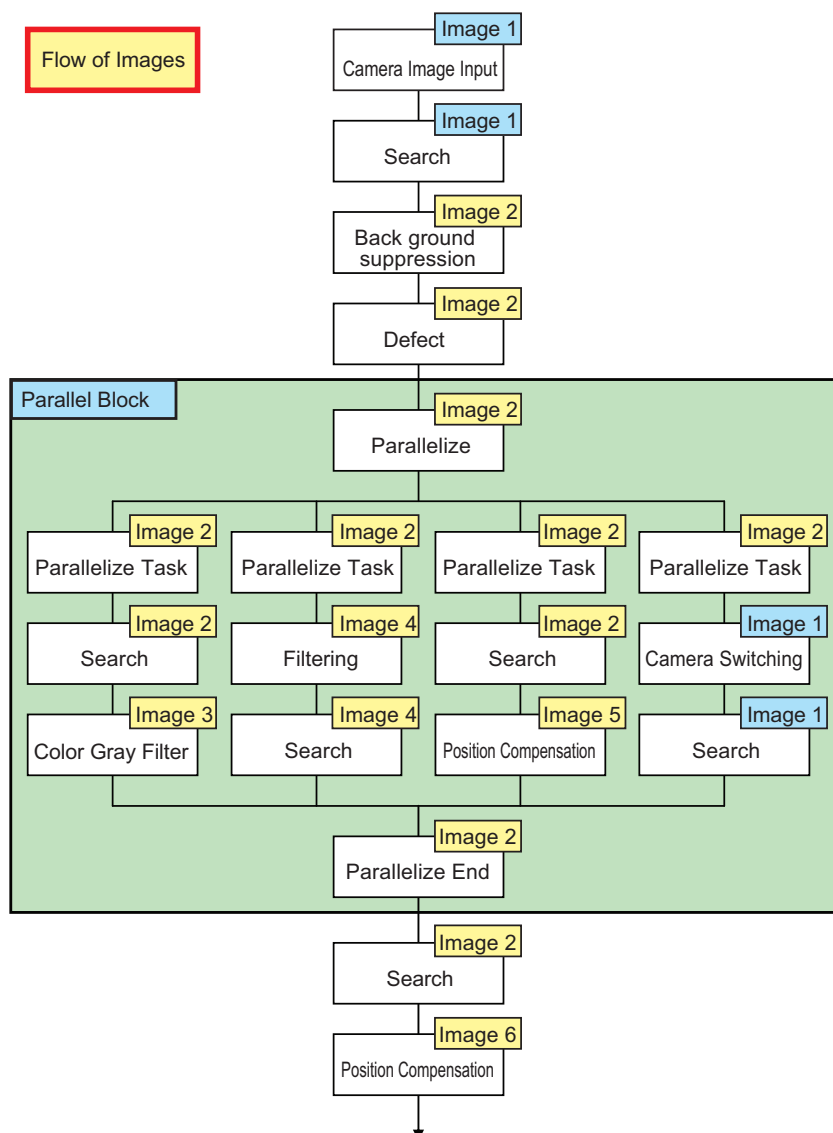 Image 1
Flow of Images
Camera Image Input
Image 1
Search
Image 2
Back ground
suppression
Image 2
Defect
Parallel Block
Image 2
Parallelize
Image 2 Image 2 Image 2 Image 2
Parallelize Task Parallelize Task Parallelize Task Parallelize Task
Image 2 Image 4 Image 2 Image 1
Search Filtering Search Camera Switching
Image 3 Image 4 Image 5 Image 1
Color Gray Filter Search Position Compensation Search
Image 2
Parallelize End
Image 2
Search
Image 6
Position Compensation